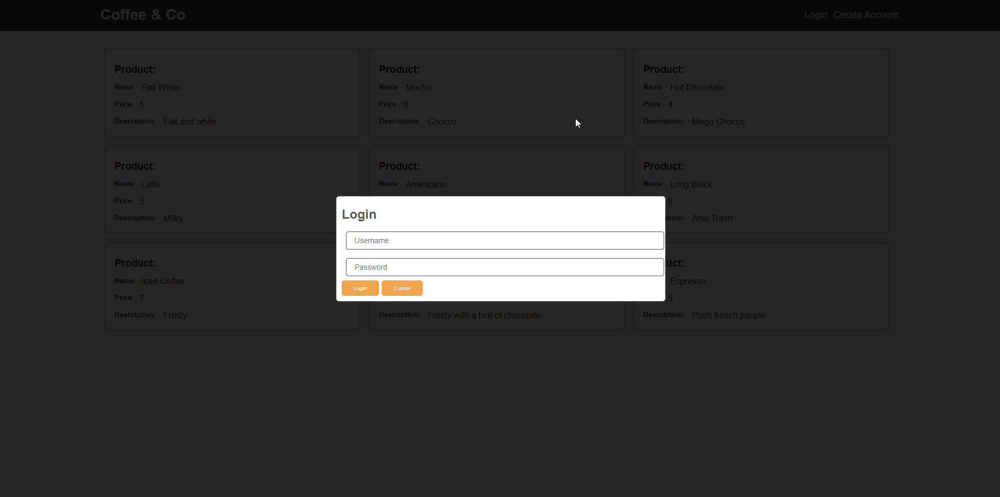 Coffee & Co
Login Create Account
Product:
Name Flat White
Price 5
Description: Flat and white
Product:
Name Mocha
Price 6
Description: Chocco
Product:
Name Hot Chocolate
Price 4
Description: Mega Chocco
Product:
Name Latte
Price 5
Description: Milky
Product:
Name Americano
Product:
Name Long Black
6
ption: Also Trash
Login
Username
Password
Login Cancel
Product:
Name Iced Coffee
Price 7
Description: Frosty
Description: Frosty with a hint of chocolate
uct:
Espresso
5
Description: Posh french people